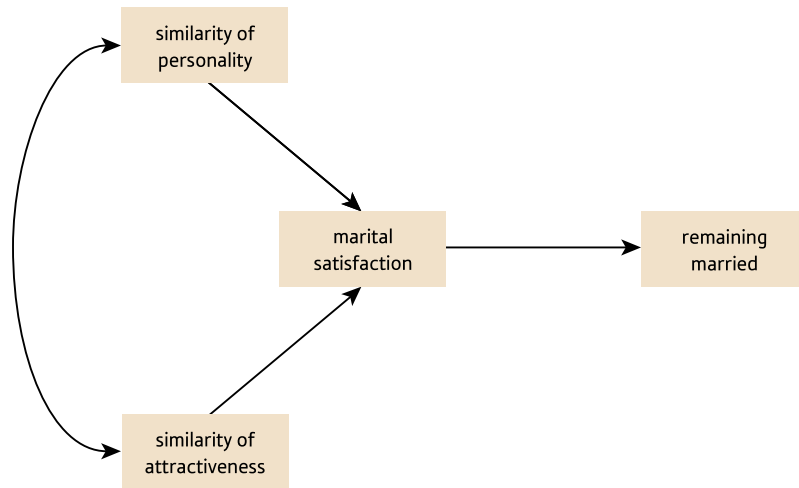 similarity of
personality
marital
satisfaction
remaining
married
similarity of
attractiveness